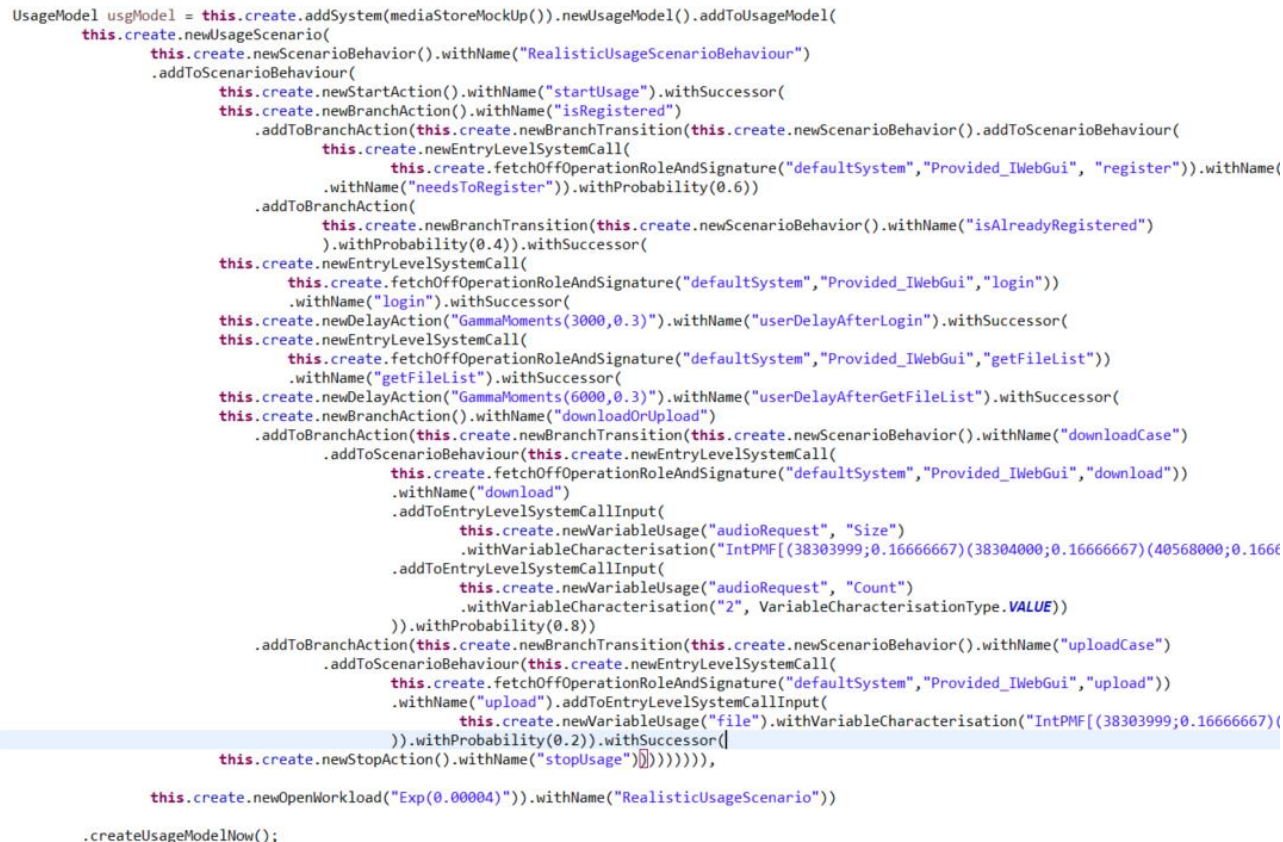 UsageModel usgModel = this.create.addSystem(mediaStoreMockUp()).newUsageModel().addToUsageModel(
this.create.newUsageScenario(
this.create.newScenarioBehavior().withName("RealisticUsageScenarioBehaviour")
.addToScenarioBehaviour(
this.create.newStartAction().withName("startUsage").withSuccessor(
this.create.newBranchAction().withName("isRegistered")
.addToBranchAction(this.create.newBranchTransition(this.create.newScenarioBehavior().addToScenarioBehaviour(
this.create.newEntryLevelSystemCall(
this.create.fetchOffOperationRoleAndSignature("defaultSystem","Provided_IWebGui", "register")).withName(
.withName("needsToRegister")).withProbability(0.6))
.addToBranchAction(
this.create.newBranchTransition(this.create.newScenarioBehavior().withName("isAlreadyRegistered")
).withProbability(0.4)).withSuccessor(
this.create.newEntryLevelSystemCall(
this.create.fetchOffOperationRoleAndSignature("defaultSystem","Provided_IWebGui","login"))
.withName("login").withSuccessor(
this.create.newDelayAction("GammaMoments(3000,0.3)").withName("userDelayAfterLogin").withSuccessor(
this.create.newEntryLevelSystemCall(
this.create.fetchOffOperationRoleAndSignature("defaultSystem","Provided_IWebGui","getFileList"))
.withName("getFileList").withSuccessor(
this.create.newDelayAction("GammaMoments(6000,0.3)").withName("userDelayAfterGetFileList").withSuccessor(
this.create.newBranchAction().withName("downloadOrUpload")
.addToBranchAction(this.create.newBranchTransition(this.create.newScenarioBehavior().withName("downloadCase")
.addToScenarioBehaviour(this.create.newEntryLevelSystemCall(
this.create.fetchOffOperationRoleAndSignature("defaultSystem","Provided_IWebGui","download"))
.withName("download")
.addToEntryLevelSystemCallInput(
this.create.newVariableUsage("audioRequest", "Size")
.withVariableCharacterisation("IntPMF[(38303999;0.16666667)(38304000;0.16666667)(40568000;0.1666
.addToEntryLevelSystemCallInput(
this.create.newVariableUsage("audioRequest", "Count")
.withVariableCharacterisation("2", VariableCharacterisationType.VALUE))
)).withProbability(0.8))
.addToBranchAction(this.create.newBranchTransition(this.create.newScenarioBehavior().withName("uploadCase")
.addToScenarioBehaviour(this.create.newEntryLevelSystemCall(
this.create.fetchOffOperationRoleAndSignature("defaultSystem","Provided_IWebGui","upload"))
.withName("upload").addToEntryLevelSystemCallInput(
this.create.newVariableUsage("file").withVariableCharacterisation("IntPMF[(38303999;0.16666667)(
)).withProbability(0.2)).withSuccessor(
this.create.newStopAction().withName("stopUsage"))))))))),
this.create.newOpenWorkload("Exp(0.00004)")).withName("RealisticUsageScenario"))
.createUsageModelNow();